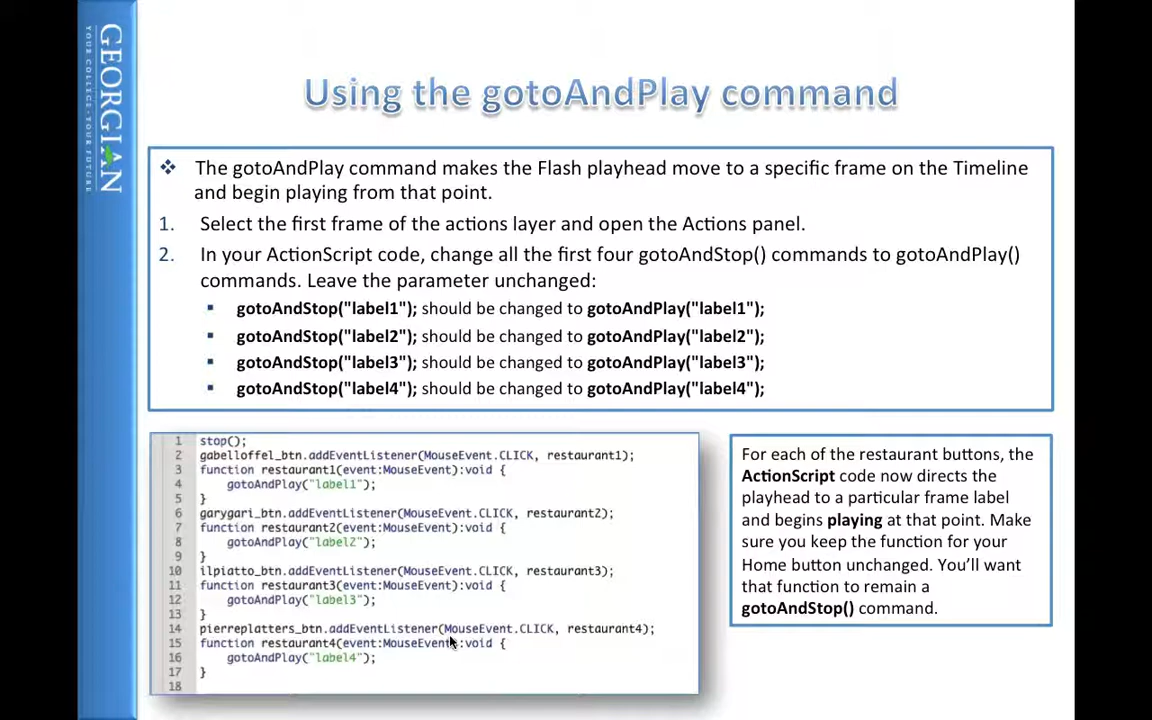 GEORGIAN
YOUR COLLEGE · YOUR FUTURE
Using the gotoAndPlay command
❖ The gotoAndPlay command makes the Flash playhead move to a specific frame on the Timeline
and begin playing from that point.
1. Select the first frame of the actions layer and open the Actions panel.
2. In your ActionScript code, change all the first four gotoAndStop() commands to gotoAndPlay()
commands. Leave the parameter unchanged:
▪ gotoAndStop("label1"); should be changed to gotoAndPlay("label1");
▪ gotoAndStop("label2"); should be changed to gotoAndPlay("label2");
▪ gotoAndStop("label3"); should be changed to gotoAndPlay("label3");
▪ gotoAndStop("label4"); should be changed to gotoAndPlay("label4");
1 stop();
2 gabelloffel_btn.addEventListener(MouseEvent.CLICK, restaurant1);
3 function restaurant1(event:MouseEvent):void {
4 gotoAndPlay("label1");
5 }
6 garygari_btn.addEventListener(MouseEvent.CLICK, restaurant2);
7 function restaurant2(event:MouseEvent):void {
8 gotoAndPlay("label2");
9 }
10 ilpiatto_btn.addEventListener(MouseEvent.CLICK, restaurant3);
11 function restaurant3(event:MouseEvent):void {
12 gotoAndPlay("label3");
13 }
14 pierreplatters_btn.addEventListener(MouseEvent.CLICK, restaurant4);
15 function restaurant4(event:MouseEvent):void {
16 gotoAndPlay("label4");
17 }
18
For each of the restaurant buttons, the
ActionScript code now directs the
playhead to a particular frame label
and begins playing at that point. Make
sure you keep the function for your
Home button unchanged. You'll want
that function to remain a
gotoAndStop() command.